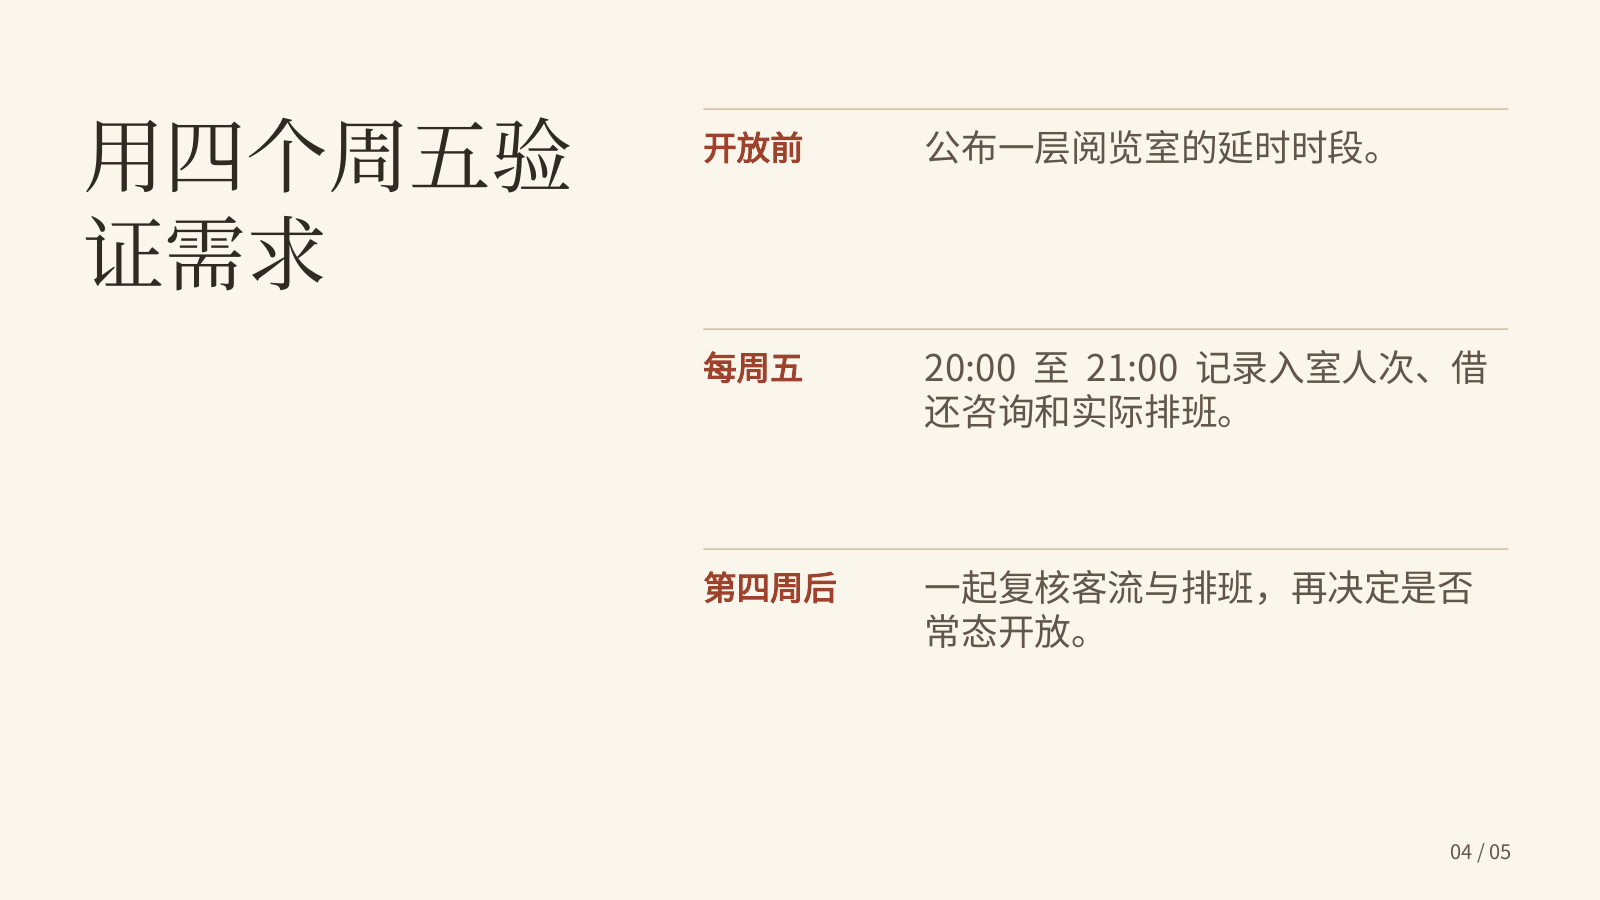 用四个周五验
证需求
开放前
公布一层阅览室的延时时段。
每周五
20:00 至 21:00 记录入室人次、借
还咨询和实际排班。
第四周后
一起复核客流与排班，再决定是否
常态开放。
04 / 05